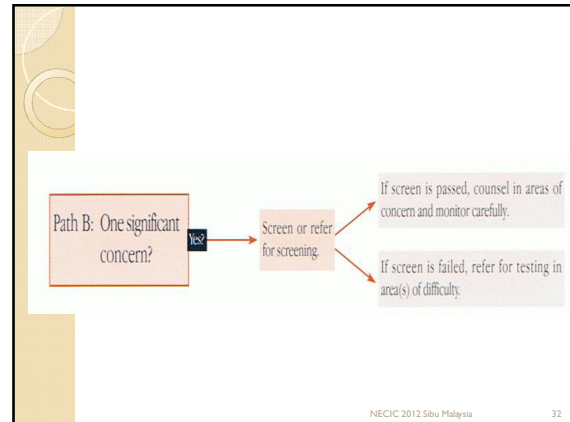 Path B: One significant
concern?
Yes?
Screen or refer
for screening.
If screen is passed, counsel in areas of
concern and monitor carefully.
If screen is failed, refer for testing in
area(s) of difficulty.
NECIC 2012 Sibu Malaysia
32